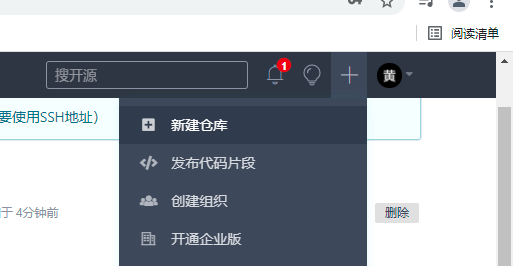 阅读清单
搜开源
1
黄
要使用SSH地址）
新建仓库
发布代码片段
于 4分钟前
创建组织
删除
开通企业版